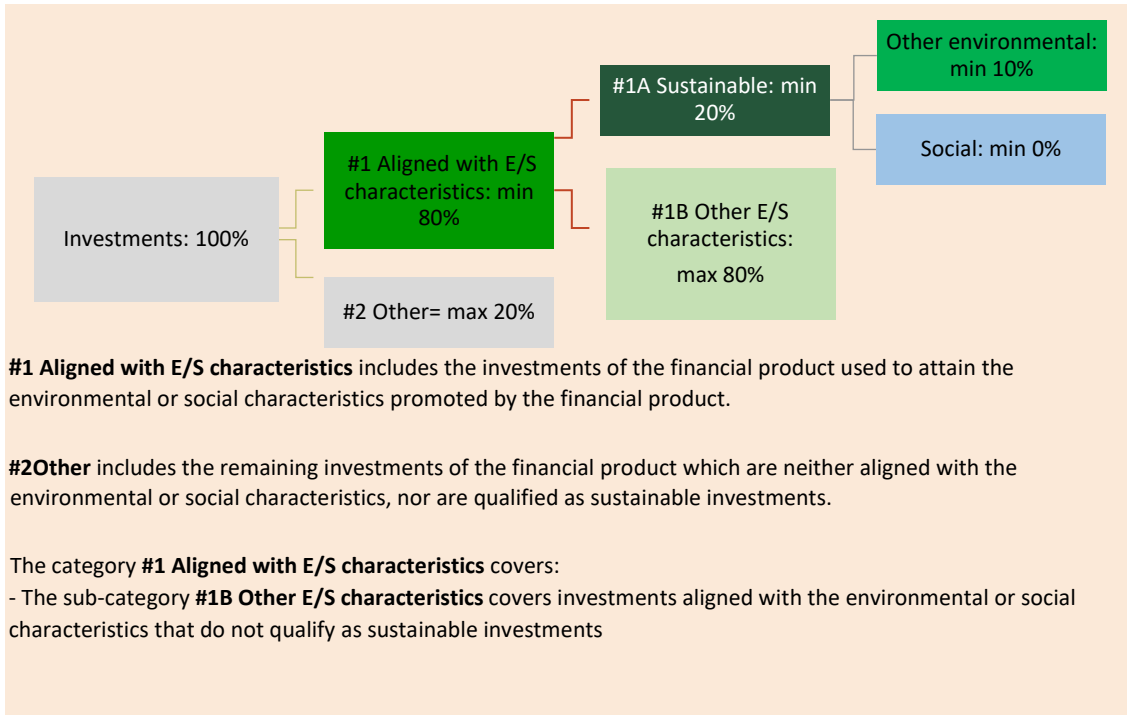 Other environmental:
min 10%
#1A Sustainable: min
20%
Social: min 0%
#1 Aligned with E/S
characteristics: min
80%
#1B Other E/S
characteristics:
max 80%
Investments: 100%
#2 Other= max 20%
#1 Aligned with E/S characteristics includes the investments of the financial product used to attain the
environmental or social characteristics promoted by the financial product.
#2Other includes the remaining investments of the financial product which are neither aligned with the
environmental or social characteristics, nor are qualified as sustainable investments.
The category #1 Aligned with E/S characteristics covers:
- The sub-category #1B Other E/S characteristics covers investments aligned with the environmental or social
characteristics that do not qualify as sustainable investments